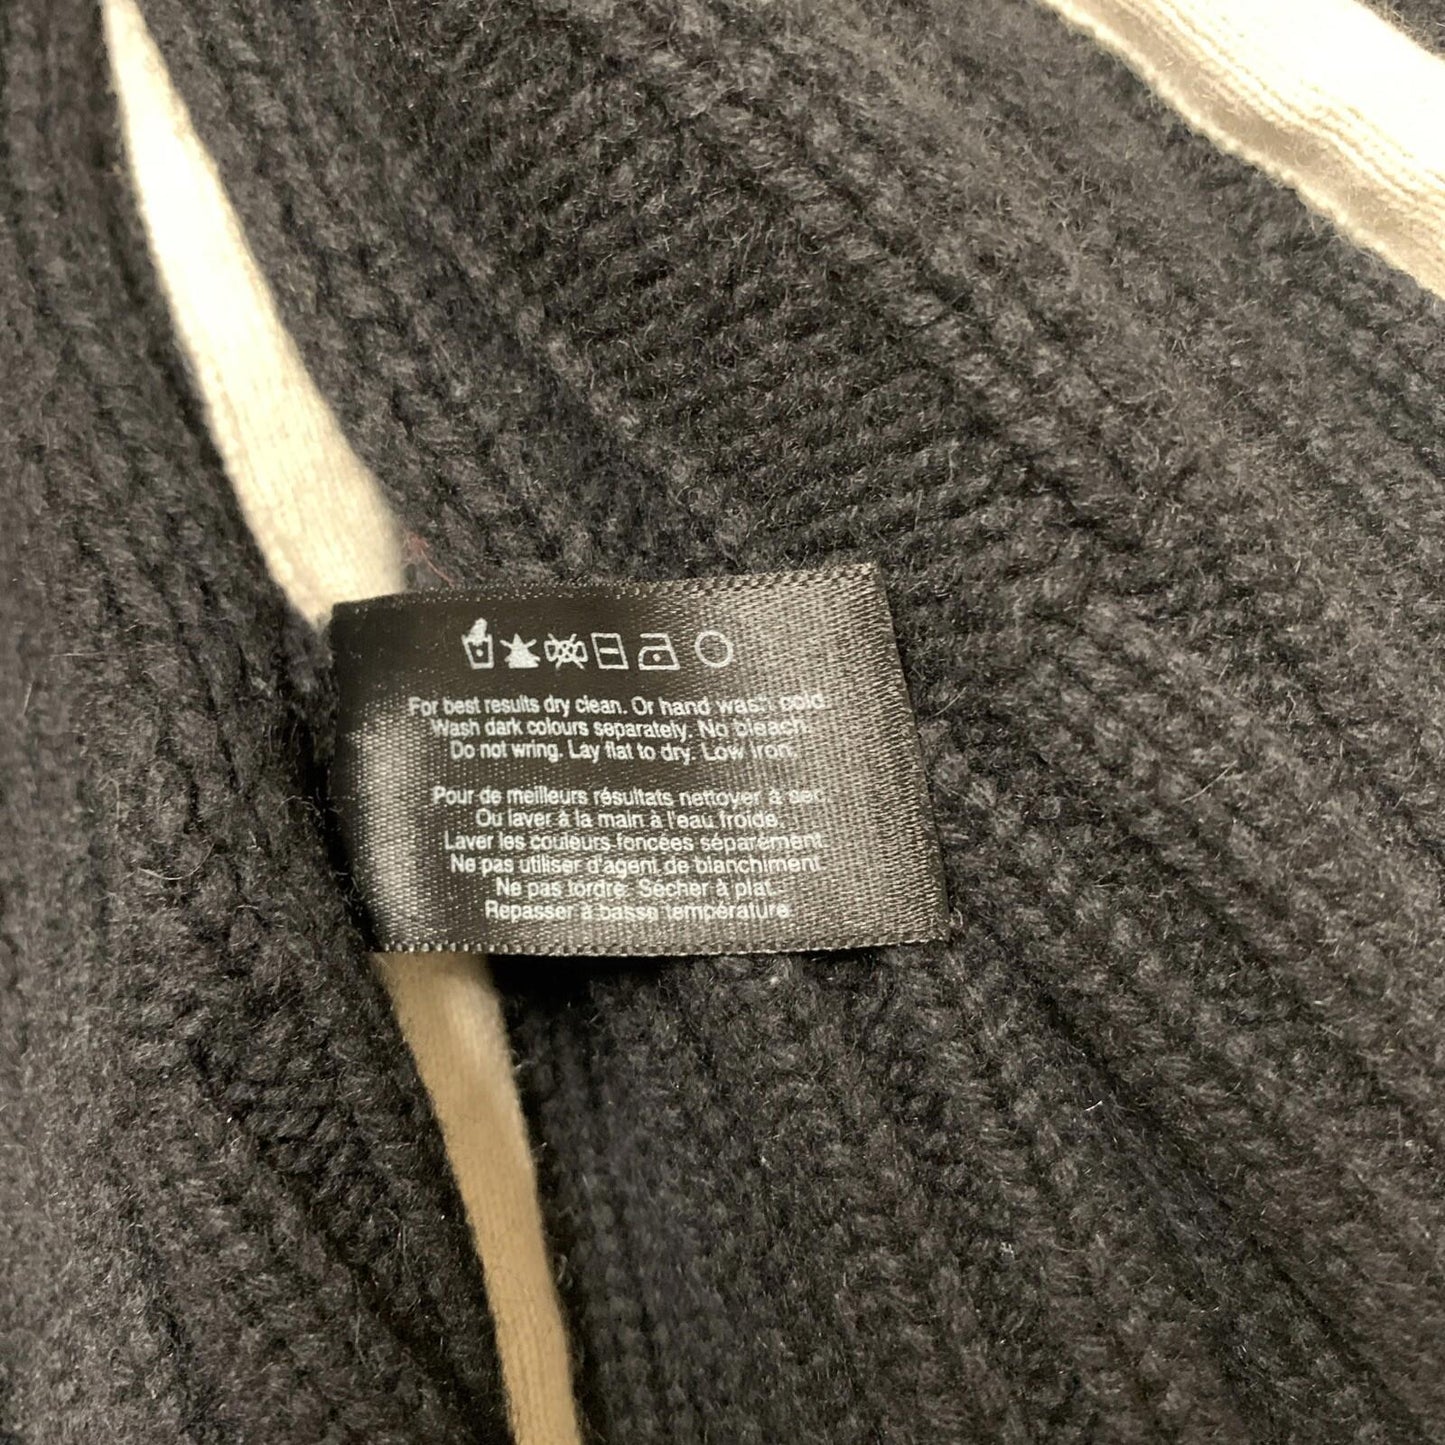 For best results dry clean. Or hand wash cold.
Wash dark colours separately. No bleach.
Do not wring. Lay flat to dry. Low iron.
Pour de meilleurs résultats nettoyer à sec.
Ou laver à la main à l'eau froide.
Laver les couleurs foncées séparément.
Ne pas utiliser d'agent de blanchiment.
Ne pas tordre. Sécher à plat.
Repasser à basse température.